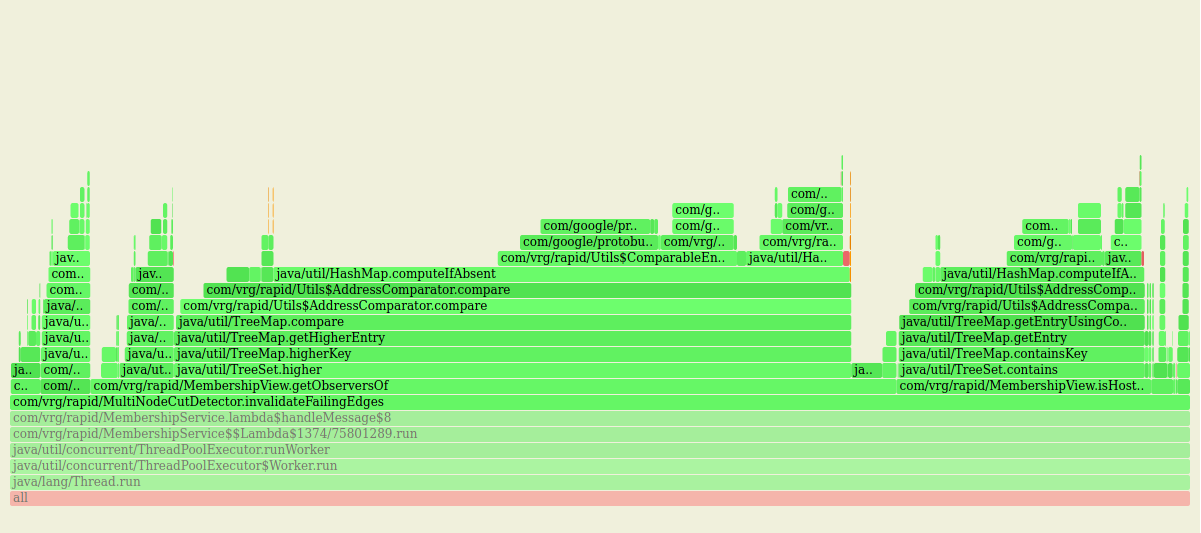 com/..
com/g.. com/g..
com/google/pr.. com/g.. com/vr.. com..
com/google/protobu.. com/vrg/.. com/vrg/ra.. com/g.. c..
jav.. com/vrg/rapid/Utils$ComparableEn.. java/util/Ha.. com/vrg/rapi.. jav..
com.. jav.. java/util/HashMap.computeIfAbsent java/util/HashMap.computeIfA..
com.. com/.. com/vrg/rapid/Utils$AddressComparator.compare com/vrg/rapid/Utils$AddressComp..
java/.. com/.. com/vrg/rapid/Utils$AddressComparator.compare com/vrg/rapid/Utils$AddressCompa..
java/u.. java/.. java/util/TreeMap.compare java/util/TreeMap.getEntryUsingCo..
java/u.. java/.. java/util/TreeMap.getHigherEntry java/util/TreeMap.getEntry
java/u.. java/u.. java/util/TreeMap.higherKey java/util/TreeMap.containsKey
ja.. com/.. java/ut.. java/util/TreeSet.higher ja.. java/util/TreeSet.contains
c.. com/.. com/vrg/rapid/MembershipView.getObserversOf com/vrg/rapid/MembershipView.isHost..
com/vrg/rapid/MultiNodeCutDetector.invalidateFailingEdges
com/vrg/rapid/MembershipService.lambda$handleMessage$8
com/vrg/rapid/MembershipService$$Lambda$1374/75801289.run
java/util/concurrent/ThreadPoolExecutor.runWorker
java/util/concurrent/ThreadPoolExecutor$Worker.run
java/lang/Thread.run
all